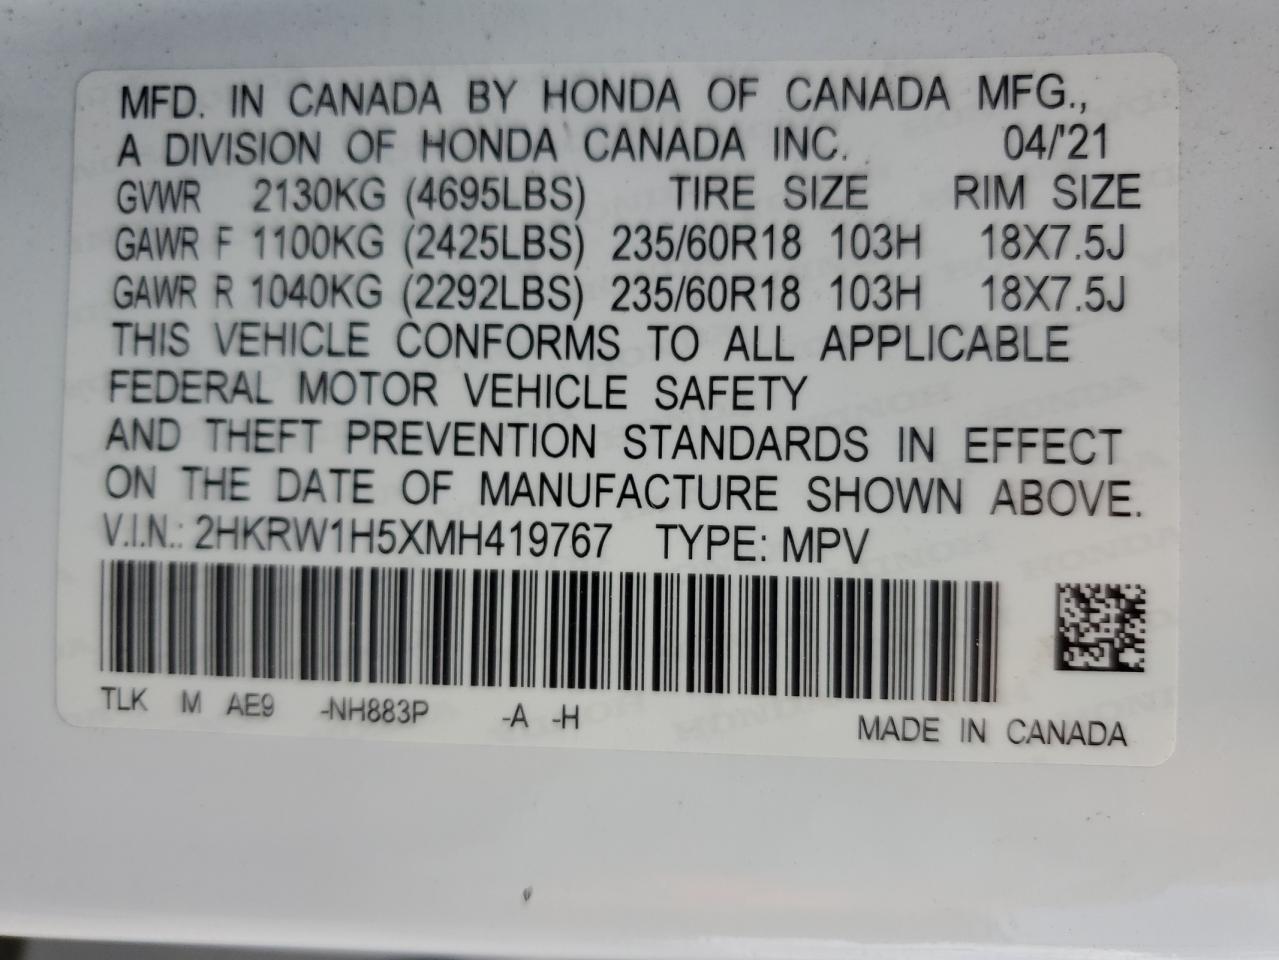 MFD. IN CANADA BY HONDA OF CANADA MFG.,
A DIVISION OF HONDA CANADA INC. 04/'21
GVWR 2130KG (4695LBS) TIRE SIZE RIM SIZE
GAWR F 1100KG (2425LBS) 235/60R18 103H 18X7.5J
GAWR R 1040KG (2292LBS) 235/60R18 103H 18X7.5J
THIS VEHICLE CONFORMS TO ALL APPLICABLE
FEDERAL MOTOR VEHICLE SAFETY
AND THEFT PREVENTION STANDARDS IN EFFECT
ON THE DATE OF MANUFACTURE SHOWN ABOVE.
V.I.N.: 2HKRW1H5XMH419767 TYPE: MPV
TLK M AE9 -NH883P -A -H
MADE IN CANADA